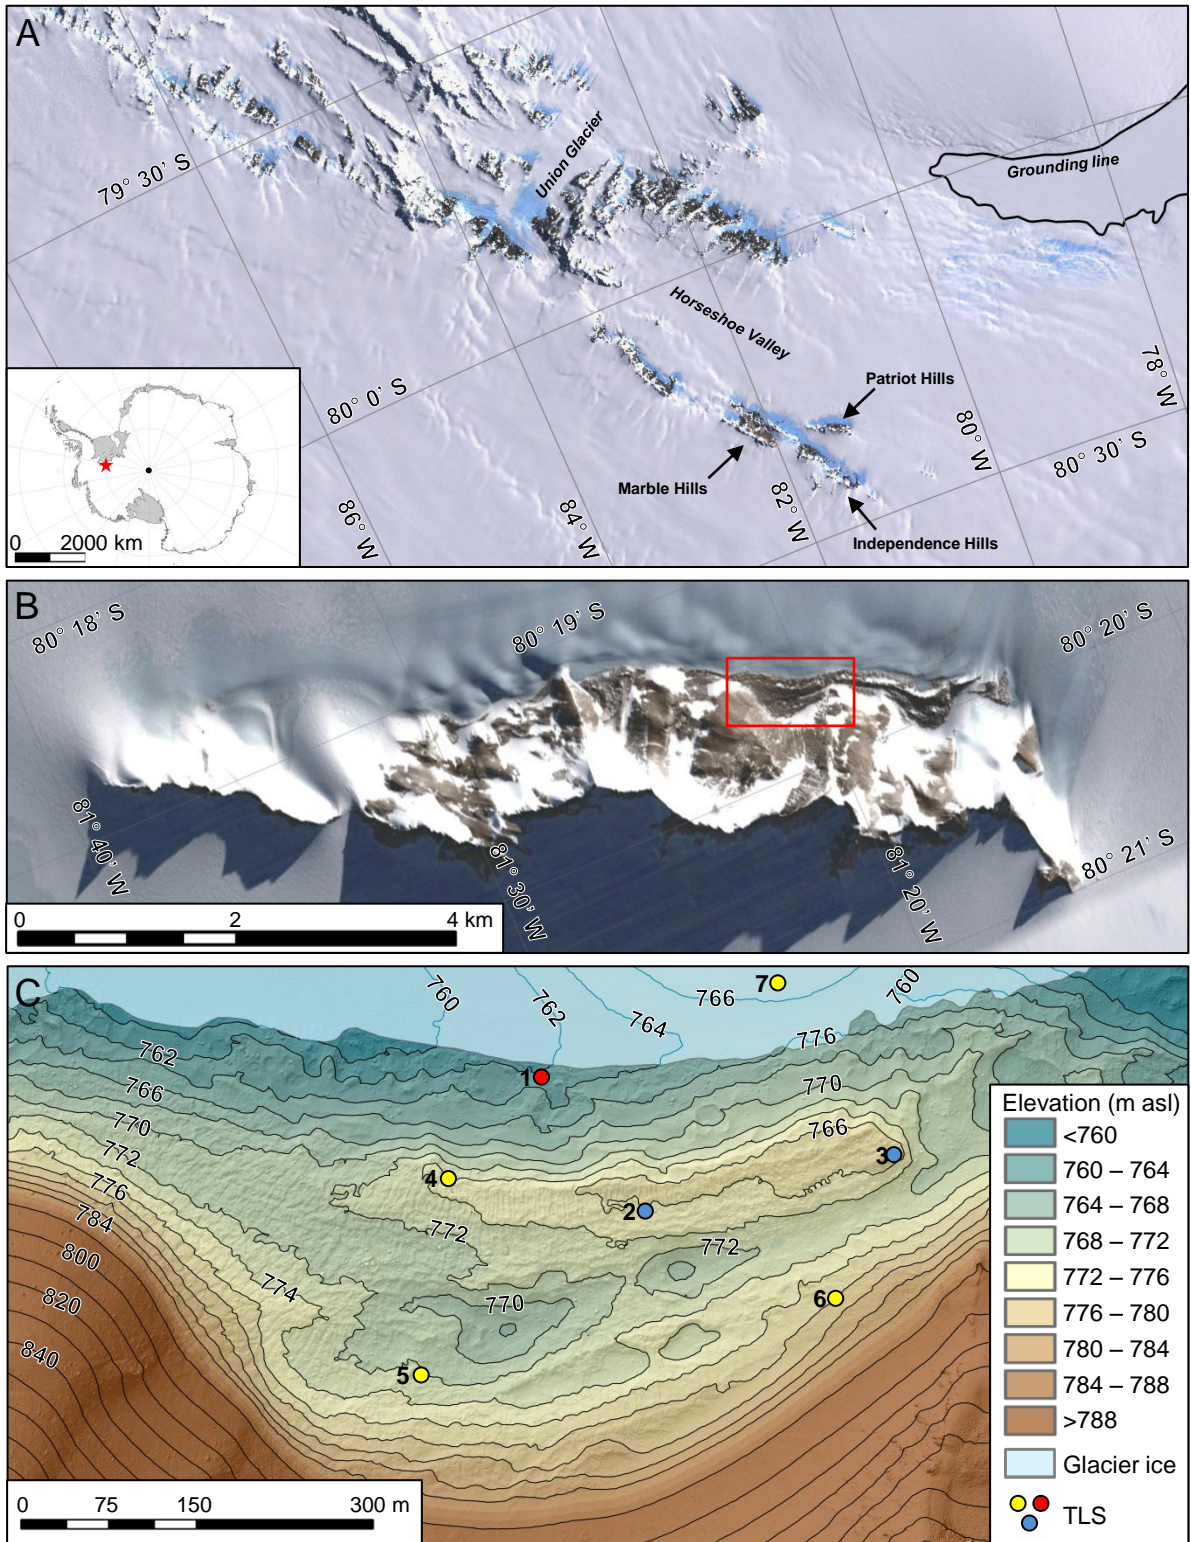 A
Union Glacier
Grounding line
79° 30' S
Horseshoe Valley
78° W
Patriot Hills
80° 0' S
80° W
80° 30' S
Marble Hills
82° W
84° W
86° W
Independence Hills
0 2000 km
B
80° 18' S
80° 19' S
80° 20' S
81° 40' W
81° 30' W
81° 20' W
80° 21' S
0 2 4 km
C
7
760
766
760
762
764
776
762
1
770
766
770
766
772
3
4
776
2
784
772
772
800
774
6
820
770
840
5
Elevation (m asl)
<760
760 – 764
764 – 768
768 – 772
772 – 776
776 – 780
780 – 784
784 – 788
>788
Glacier ice
TLS
0 75 150 300 m